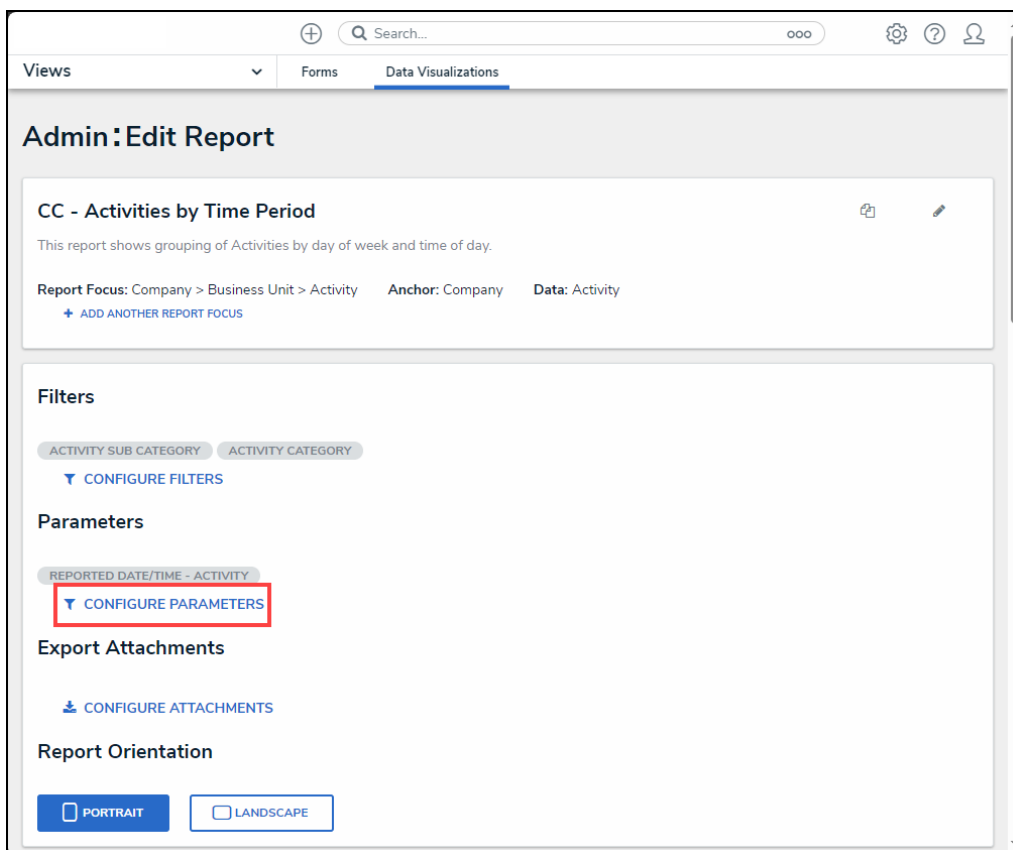 Search...
Views Forms Data Visualizations
Admin:Edit Report
CC - Activities by Time Period
This report shows grouping of Activities by day of week and time of day.
Report Focus: Company > Business Unit > Activity Anchor: Company Data: Activity
+ ADD ANOTHER REPORT FOCUS
Filters
ACTIVITY SUB CATEGORY ACTIVITY CATEGORY
CONFIGURE FILTERS
Parameters
REPORTED DATE/TIME - ACTIVITY
CONFIGURE PARAMETERS
Export Attachments
CONFIGURE ATTACHMENTS
Report Orientation
PORTRAIT LANDSCAPE